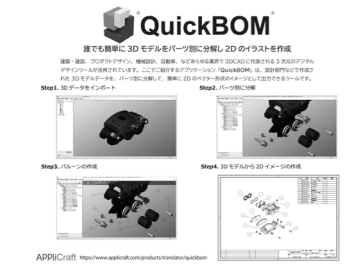 QuickBOM®
誰でも簡単に 3D モデルをパーツ別に分解し 2D のイラストを作成
建築・建設、プロダクトデザイン、機械設計、自動車、などあらゆる業界で 3DCAD に代表される 3 次元のデジタル
デザインツールが活用されています。ここでご紹介するアプリケーション「QuickBOM」は、設計部門などで作成さ
れた 3D モデルデータを、パーツ別に分解して、簡単に 2D のベクター形式のイメージとして出力できるツールです。
Step1. 3D データをインポート
Step2. パーツ別に分解
Step3. バルーンの作成
Step4. 3D モデルから 2D イメージの作成
APPliCraft https://www.applicraft.com/products/translator/quickbom